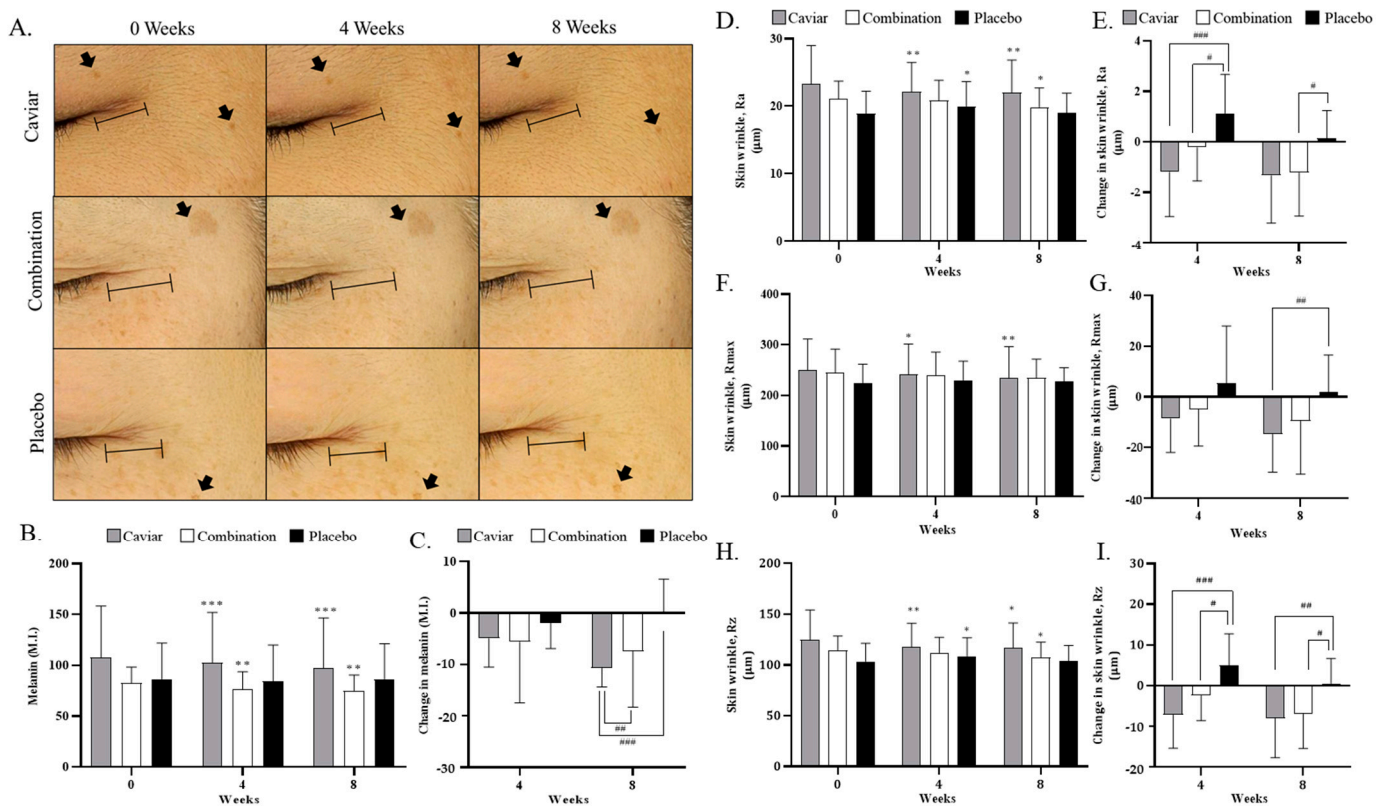 A.
0 Weeks 4 Weeks 8 Weeks
Caviar
Combination
Placebo
B.
Caviar Combination Placebo
Melanin (M.I.)
200
150
100
50
0
*** ** *** **
0 4 8
Weeks
C.
Caviar Combination Placebo
Change in melanin (M.I.)
10
0
-10
-20
-30
##
###
4 8
Weeks
D.
Caviar Combination Placebo
Skin wrinkle, Ra
(µm)
30
20
10
0
** * ** *
0 4 8
Weeks
E.
Caviar Combination Placebo
Change in skin wrinkle, Ra
(µm)
4
2
0
-2
-4
###
#
#
4 8
Weeks
F.
Skin wrinkle, Rmax
(µm)
400
300
200
100
0
* **
0 4 8
Weeks
G.
Change in skin wrinkle, Rmax
(µm)
40
20
0
-20
-40
##
4 8
Weeks
H.
Skin wrinkle, Rz
(µm)
200
150
100
50
0
** * * *
0 4 8
Weeks
I.
Change in skin wrinkle, Rz
(µm)
30
20
10
0
-10
-20
###
#
##
#
4 8
Weeks